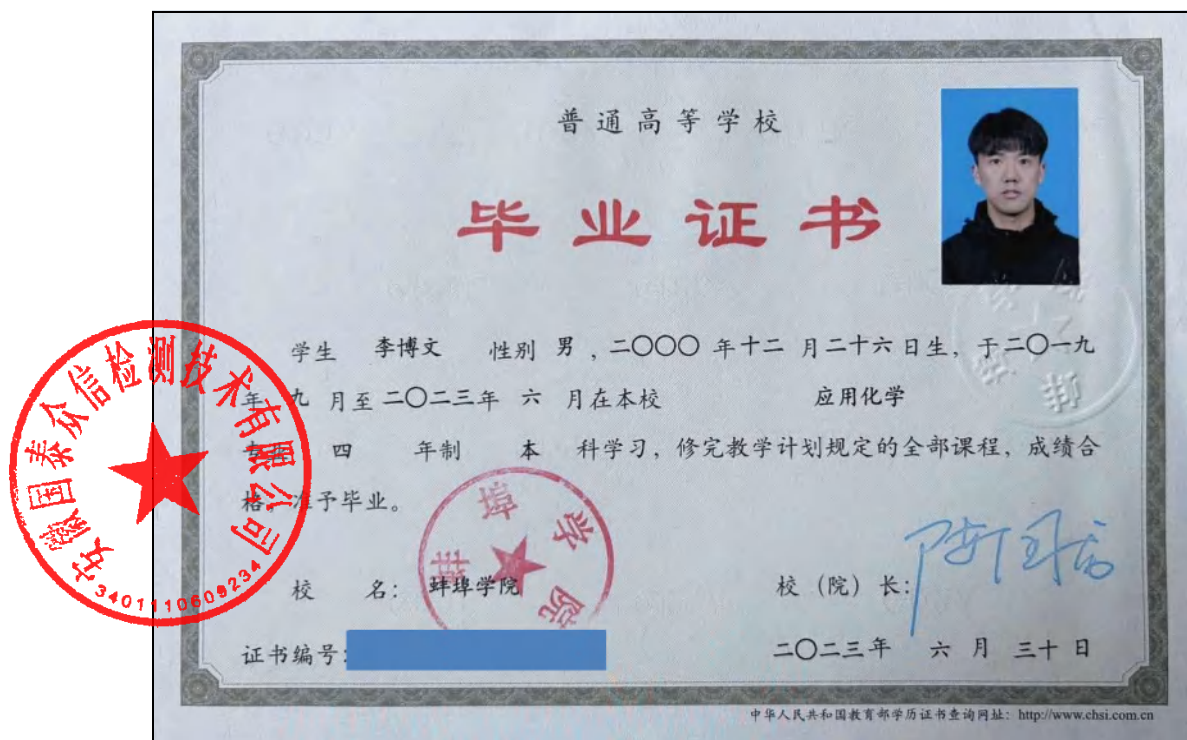 普通高等学校
毕业证书
学生 李博文 性别 男 ，二〇〇〇 年十二 月二十六 日生，于二〇一九
年 九 月至 二〇二三年 六 月在本校 应用化学
专业 四 年制 本 科学习，修完教学计划规定的全部课程，成绩合
格，准予毕业。
校 名：蚌埠学院
校（院）长：
证书编号：
二〇二三年 六 月 三十 日
中华人民共和国教育部学历证书查询网址：http://www.chsi.com.cn
安徽国泰众信检测技术有限公司
3401110609234
蚌埠学院